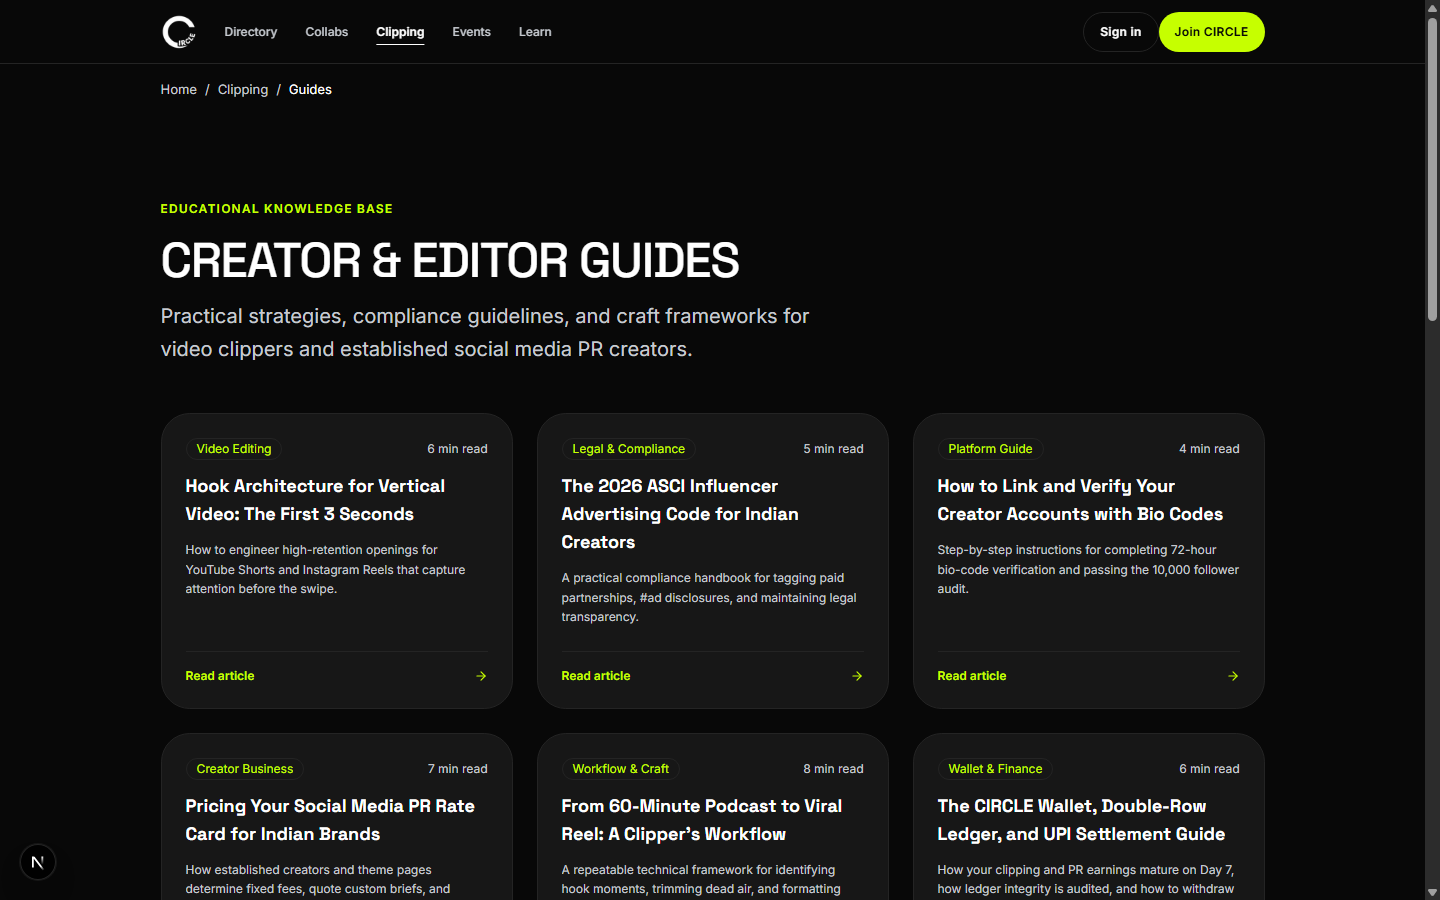 CIRCLE
Directory
Collabs
Clipping
Events
Learn
Sign in
Join CIRCLE
Home / Clipping / Guides
EDUCATIONAL KNOWLEDGE BASE
CREATOR & EDITOR GUIDES
Practical strategies, compliance guidelines, and craft frameworks for
video clippers and established social media PR creators.
Video Editing
6 min read
Hook Architecture for Vertical
Video: The First 3 Seconds
How to engineer high-retention openings for
YouTube Shorts and Instagram Reels that capture
attention before the swipe.
Read article
Legal & Compliance
5 min read
The 2026 ASCI Influencer
Advertising Code for Indian
Creators
A practical compliance handbook for tagging paid
partnerships, #ad disclosures, and maintaining legal
transparency.
Read article
Platform Guide
4 min read
How to Link and Verify Your
Creator Accounts with Bio Codes
Step-by-step instructions for completing 72-hour
bio-code verification and passing the 10,000 follower
audit.
Read article
Creator Business
7 min read
Pricing Your Social Media PR Rate
Card for Indian Brands
How established creators and theme pages
determine fixed fees, quote custom briefs, and
Workflow & Craft
8 min read
From 60-Minute Podcast to Viral
Reel: A Clipper's Workflow
A repeatable technical framework for identifying
hook moments, trimming dead air, and formatting
Wallet & Finance
6 min read
The CIRCLE Wallet, Double-Row
Ledger, and UPI Settlement Guide
How your clipping and PR earnings mature on Day 7,
how ledger integrity is audited, and how to withdraw
N